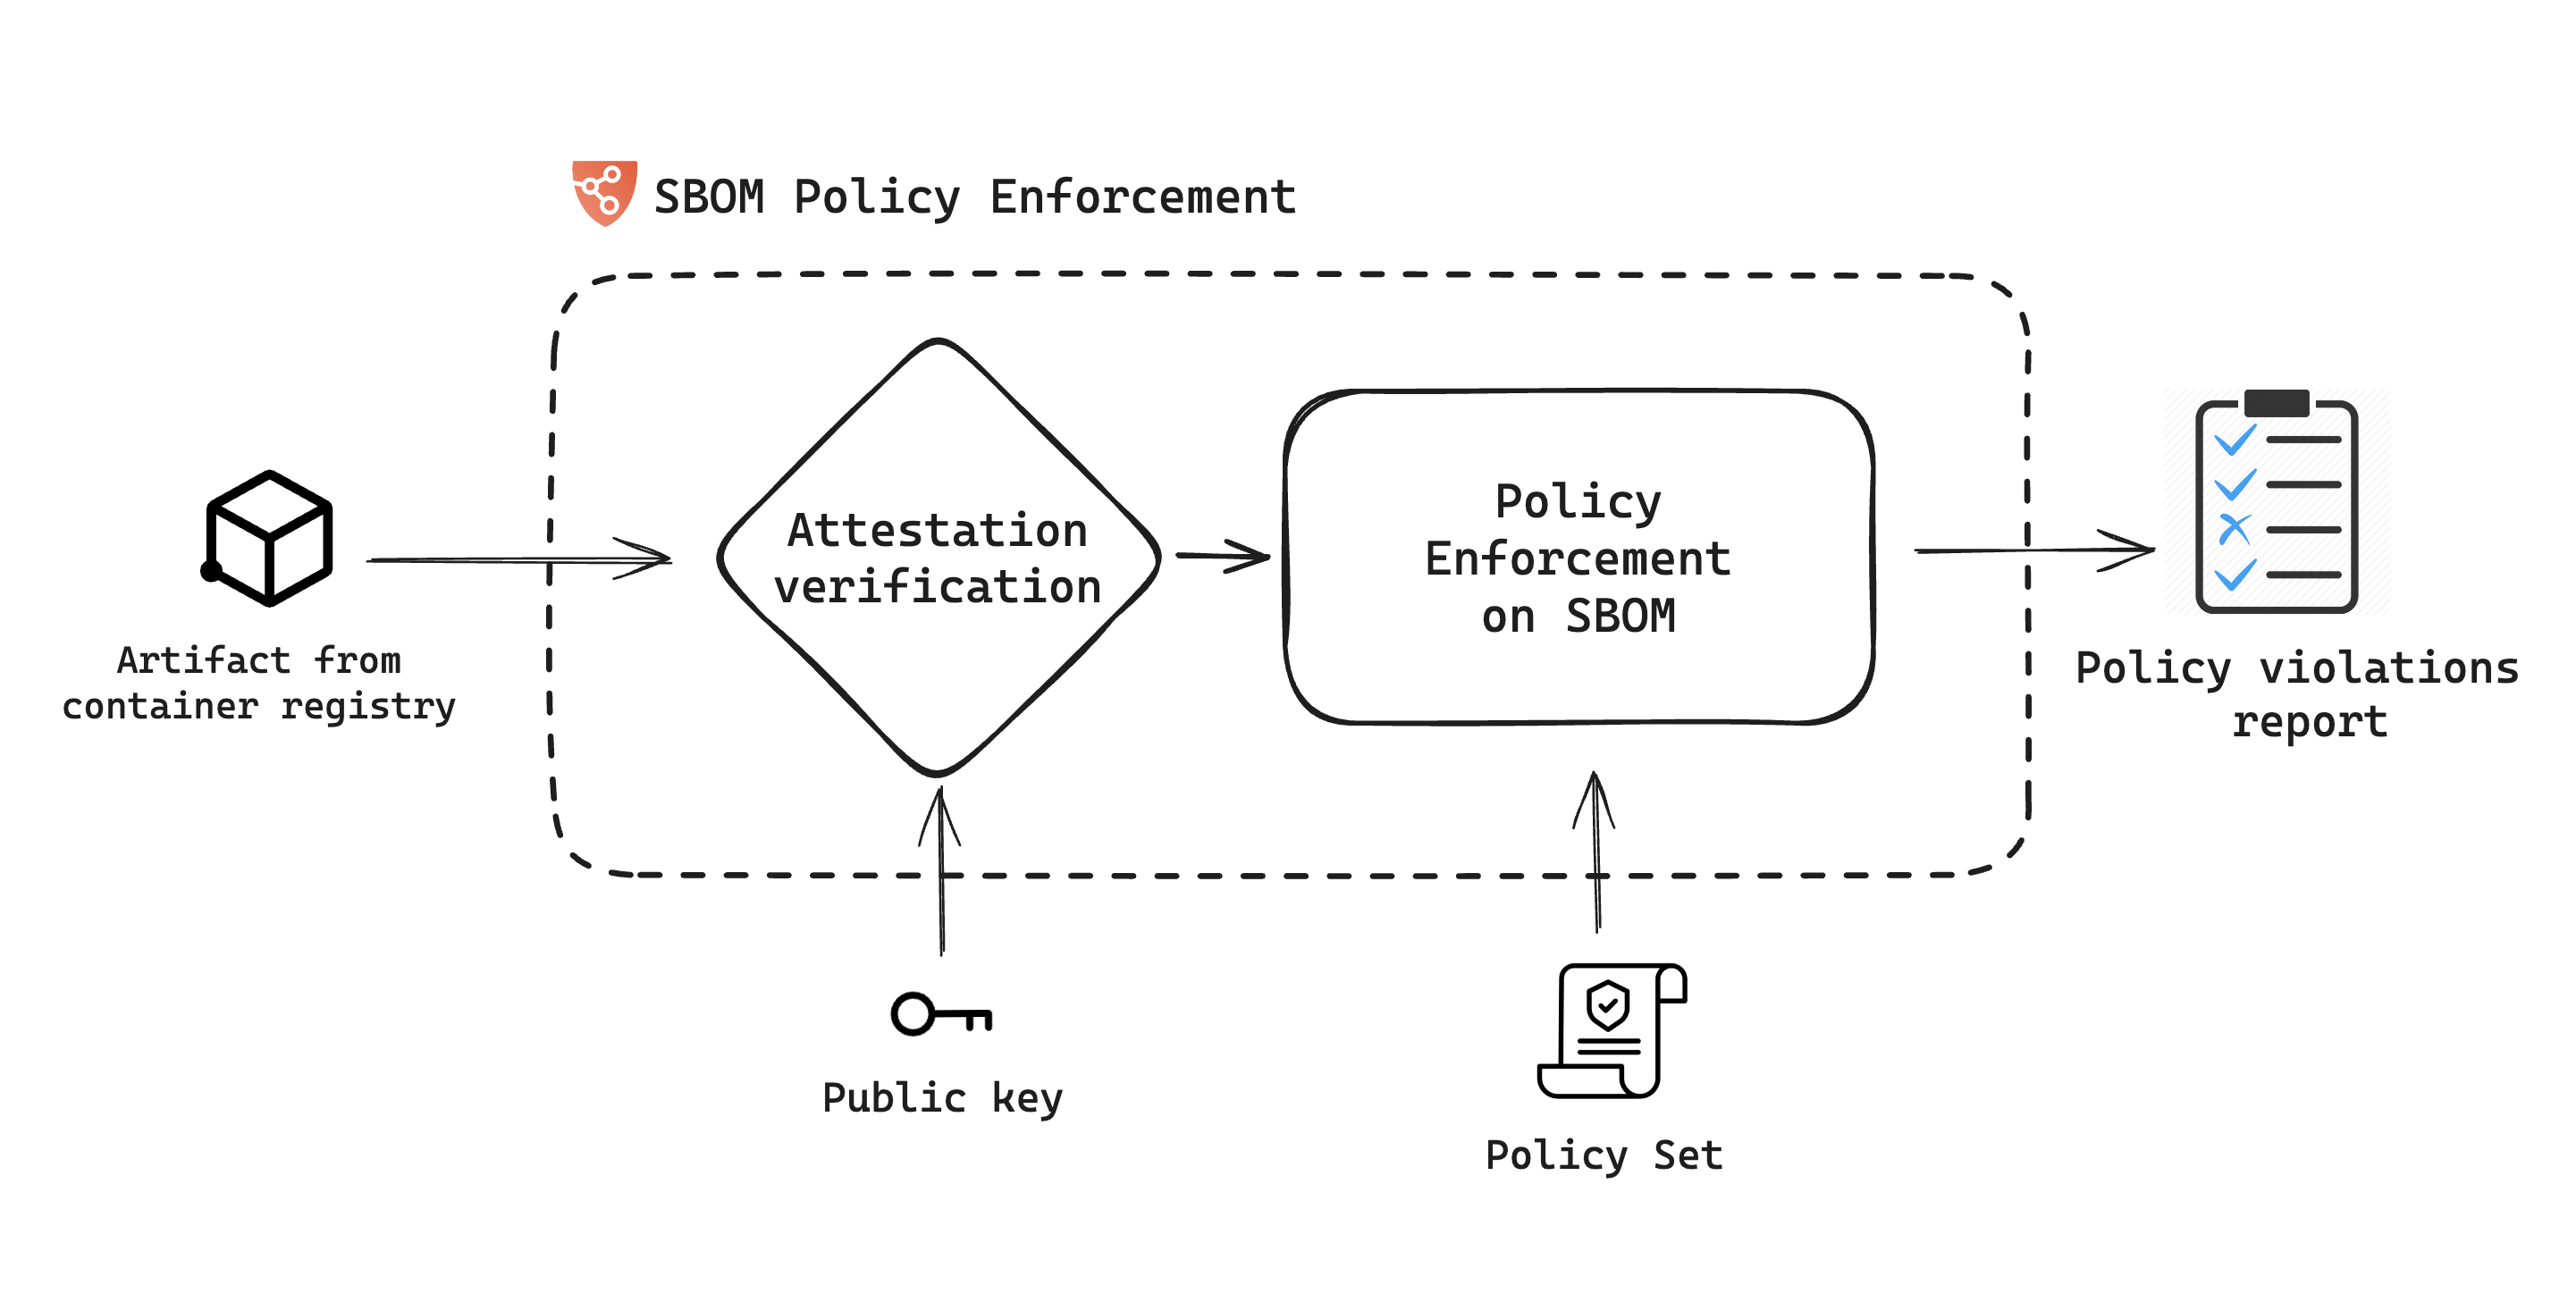 SBOM Policy Enforcement
Artifact from
container registry
Attestation
verification
Policy
Enforcement
on SBOM
Policy violations
report
Public key
Policy Set